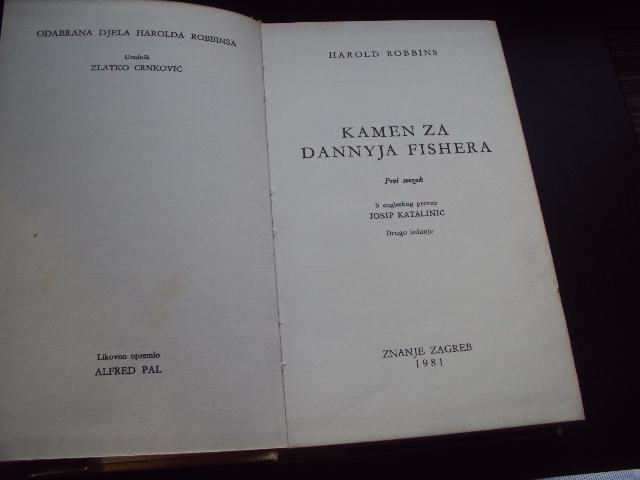 ODABRANA DJELA HAROLDA ROBBINSA
Urednik
ZLATKO CRNKOVIĆ
Likovno opremio
ALFRED PAL
HAROLD ROBBINS
KAMEN ZA
DANNYJA FISHERA
Prvi svezak
S engleskog preveo
JOSIP KATALINIĆ
Drugo izdanje
ZNANJE ZAGREB
1981